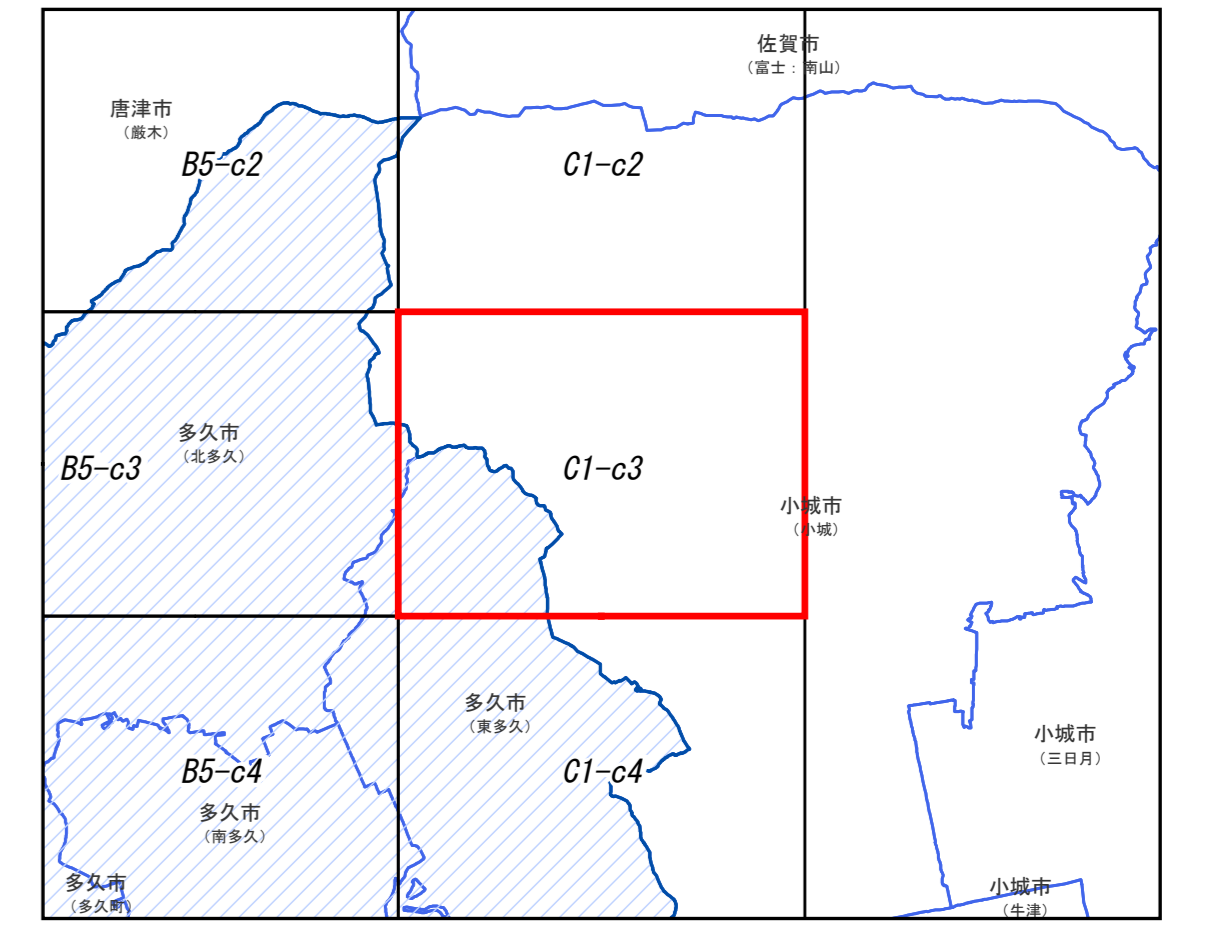 佐賀市
（富士：南山）
唐津市
（厳木）
B5-c2
C1-c2
多久市
（北多久）
B5-c3
C1-c3
小城市
（小城）
多久市
（東多久）
小城市
（三日月）
B5-c4
C1-c4
多久市
（南多久）
多久市
（多久町）
小城市
（牛津）